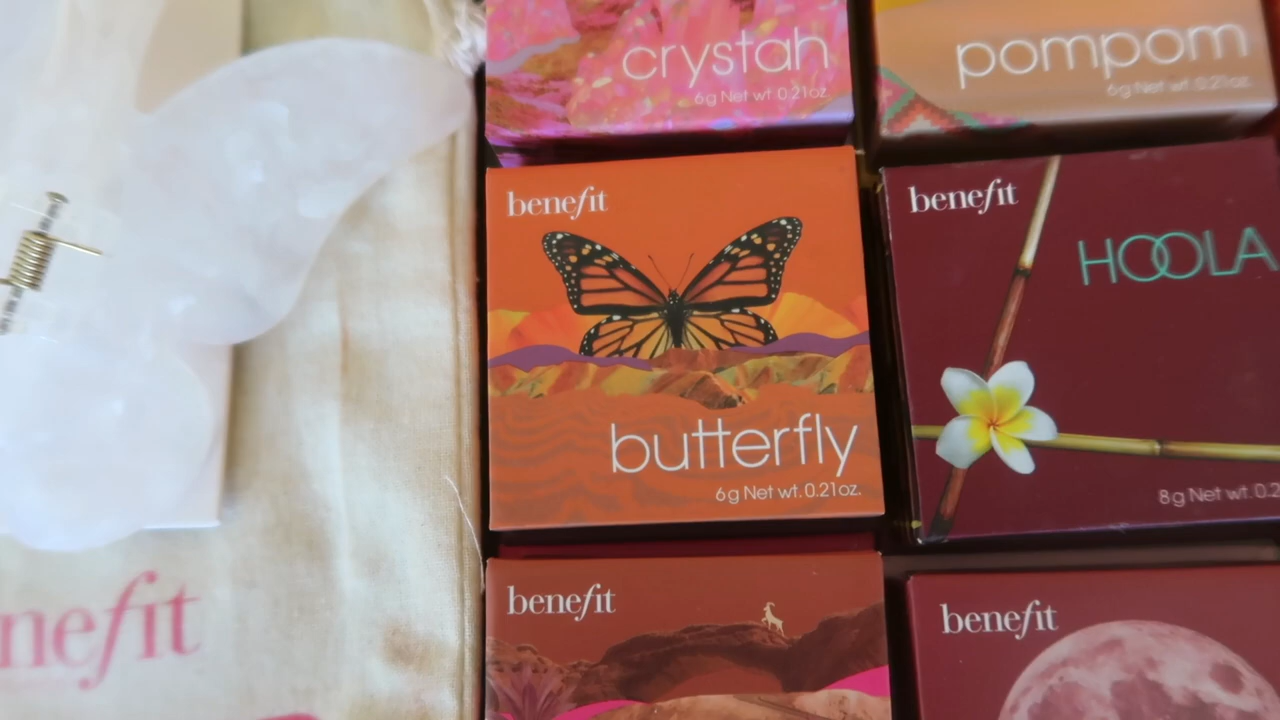 crystah
6g Net wt. 0.21oz.
pompom
6g Net wt. 0.21oz.
benefit
butterfly
6g Net wt. 0.21oz.
benefit
HOOLA
8g Net wt. 0.2
benefit
benefit
nefit